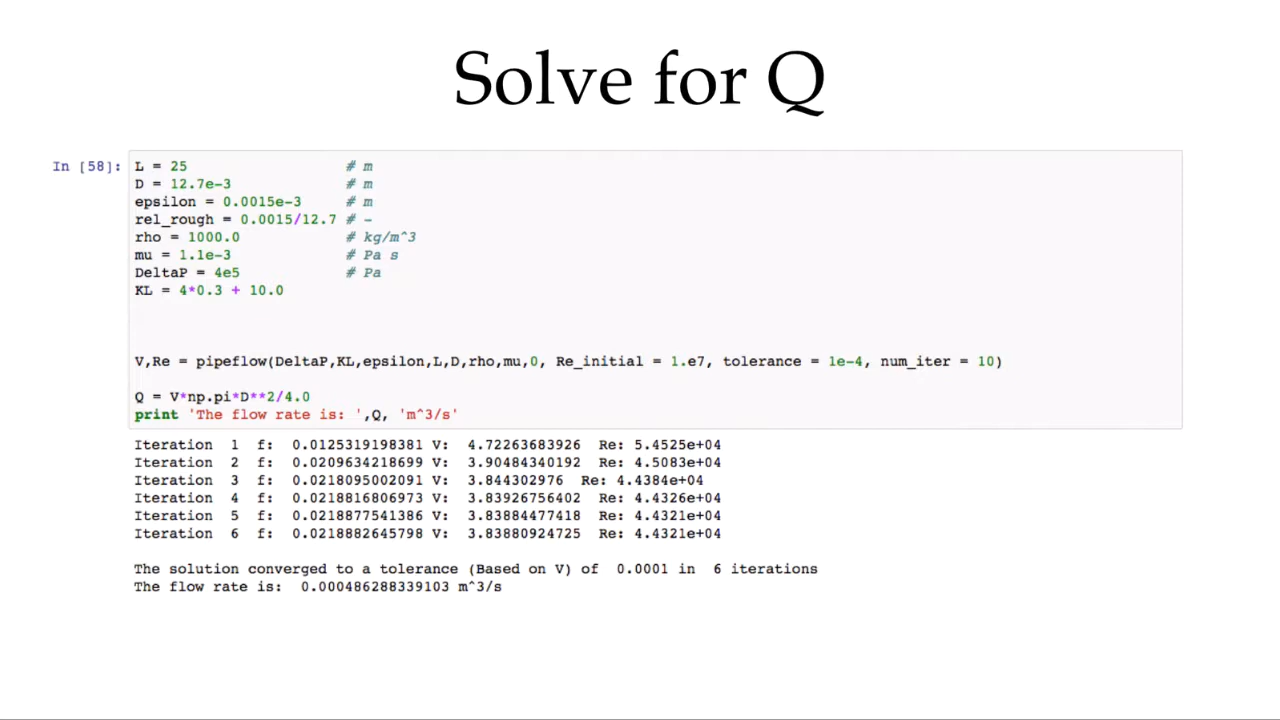 Solve for Q
In [58]:
L = 25 # m
D = 12.7e-3 # m
epsilon = 0.0015e-3 # m
rel_rough = 0.0015/12.7 # -
rho = 1000.0 # kg/m^3
mu = 1.1e-3 # Pa s
DeltaP = 4e5 # Pa
KL = 4*0.3 + 10.0
V,Re = pipeflow(DeltaP,KL,epsilon,L,D,rho,mu,0, Re_initial = 1.e7, tolerance = 1e-4, num_iter = 10)
Q = V*np.pi*D**2/4.0
print 'The flow rate is: ',Q, 'm^3/s'
Iteration 1 f: 0.0125319198381 V: 4.72263683926 Re: 5.4525e+04
Iteration 2 f: 0.0209634218699 V: 3.90484340192 Re: 4.5083e+04
Iteration 3 f: 0.0218095002091 V: 3.844302976 Re: 4.4384e+04
Iteration 4 f: 0.0218816806973 V: 3.83926756402 Re: 4.4326e+04
Iteration 5 f: 0.0218877541386 V: 3.83884477418 Re: 4.4321e+04
Iteration 6 f: 0.0218882645798 V: 3.83880924725 Re: 4.4321e+04
The solution converged to a tolerance (Based on V) of 0.0001 in 6 iterations
The flow rate is: 0.000486288339103 m^3/s